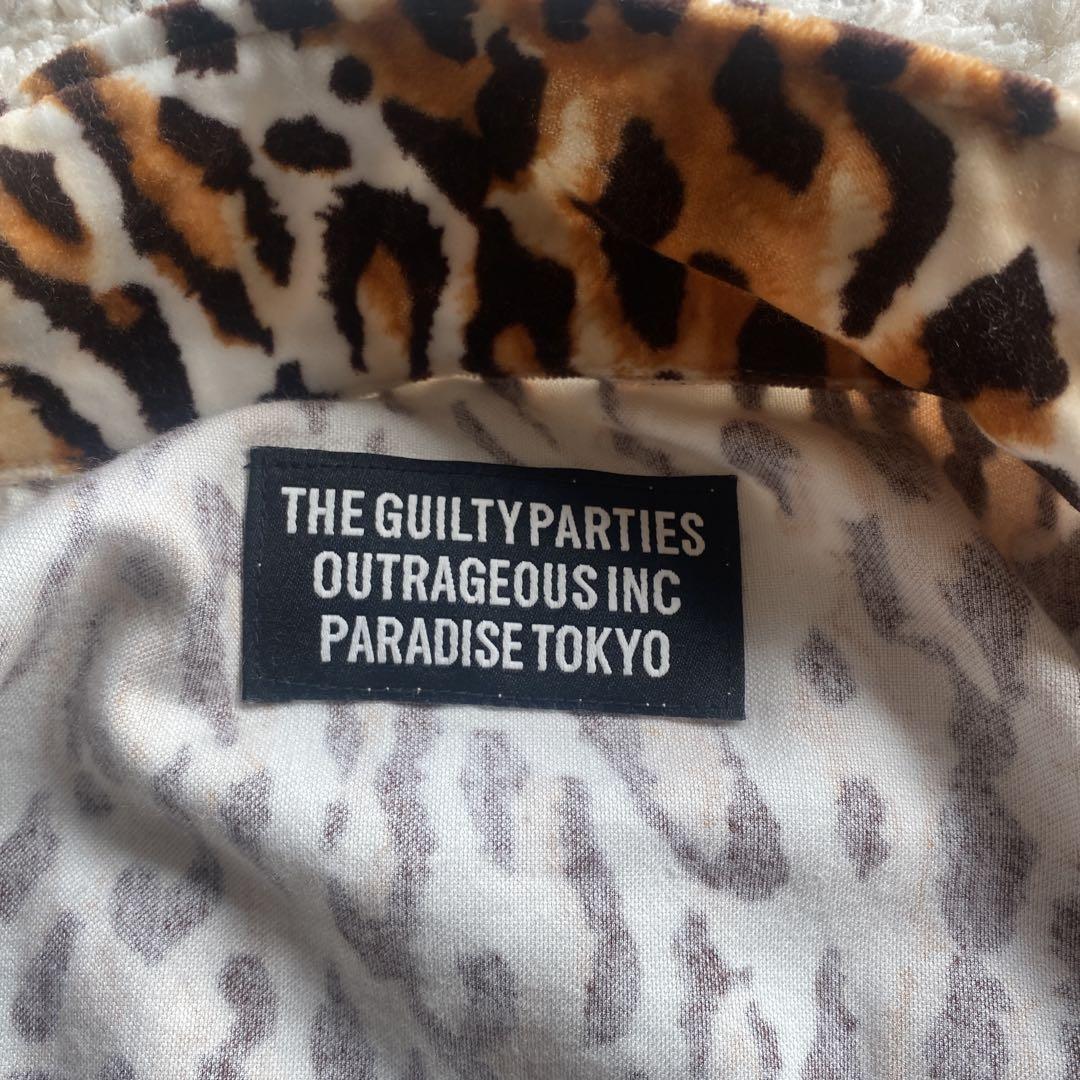 THE GUILTY PARTIES
OUTRAGEOUS INC
PARADISE TOKYO